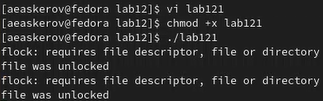 [aeaskerov@fedora lab12]$ vi lab121
[aeaskerov@fedora lab12]$ chmod +x lab121
[aeaskerov@fedora lab12]$ ./lab121
flock: requires file descriptor, file or directory
file was unlocked
flock: requires file descriptor, file or directory
file was unlocked